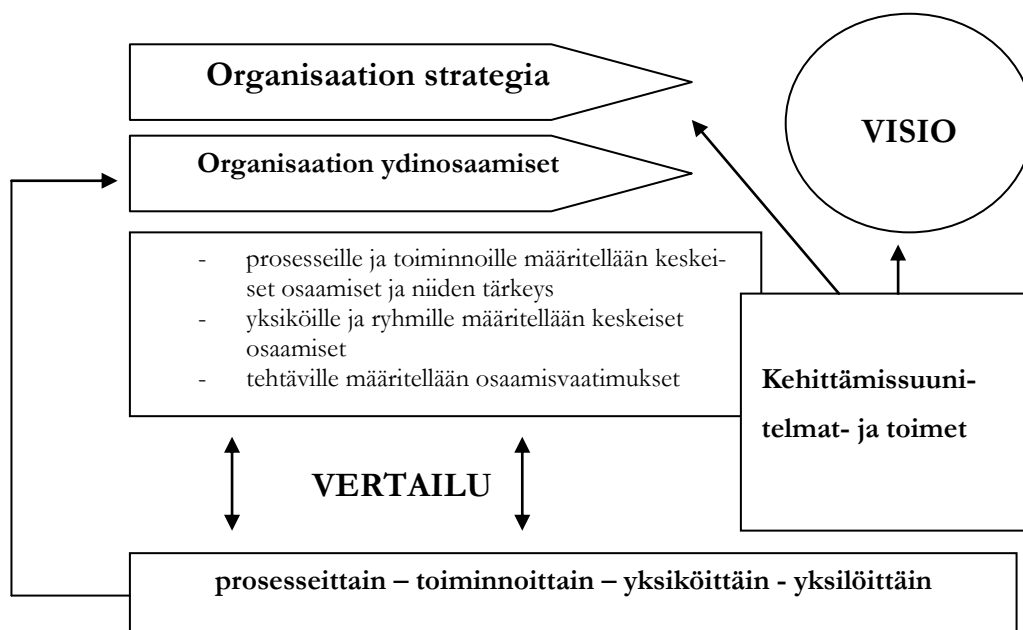 Organisaation strategia
VISIO
Organisaation ydinosaamiset
- prosesseille ja toiminnoille määritellään keskei-
set osaamiset ja niiden tärkeys
- yksiköille ja ryhmille määritellään keskeiset
osaamiset
- tehtäville määritellään osaamisvaatimukset
Kehittämissuuni-
telmat- ja toimet
VERTAILU
prosesseittain – toiminnoittain – yksiköittäin - yksilöittäin